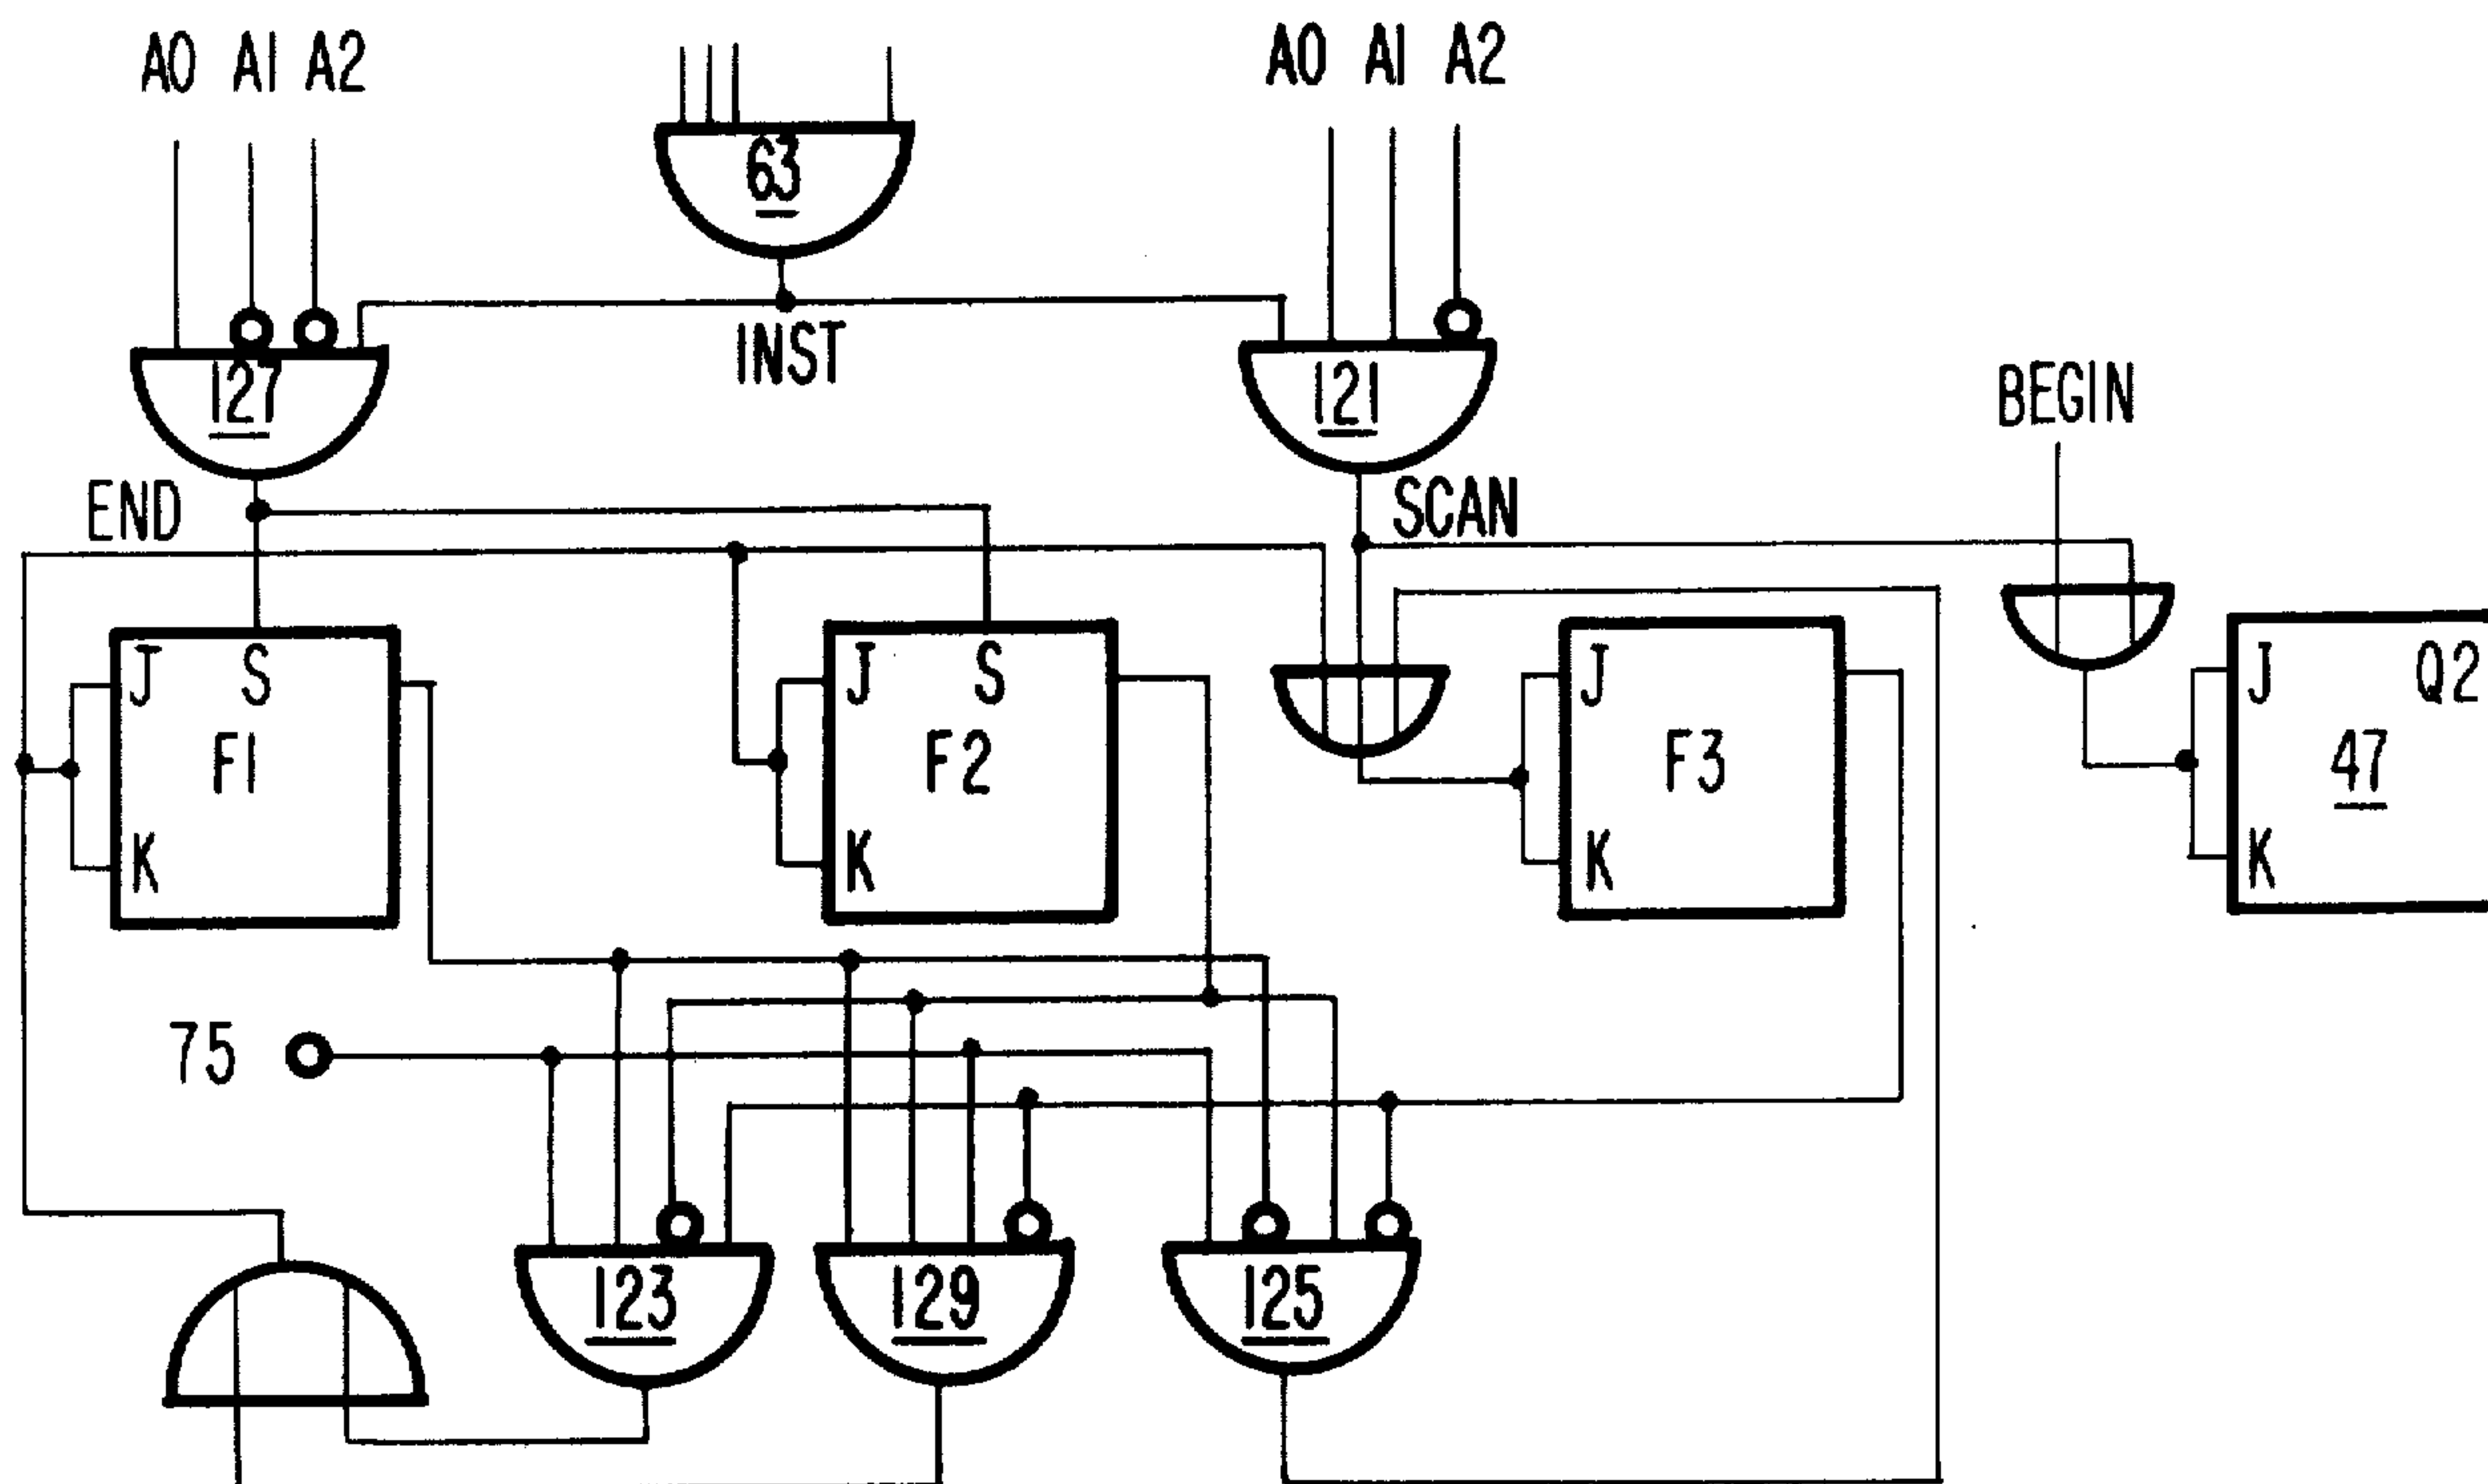 A0 A1 A2
63
A0 A1 A2
INST
127
121
BEGIN
END
SCAN
J S
F1
K
J S
F2
K
J
F3
K
J Q2
47
K
75
123
129
125